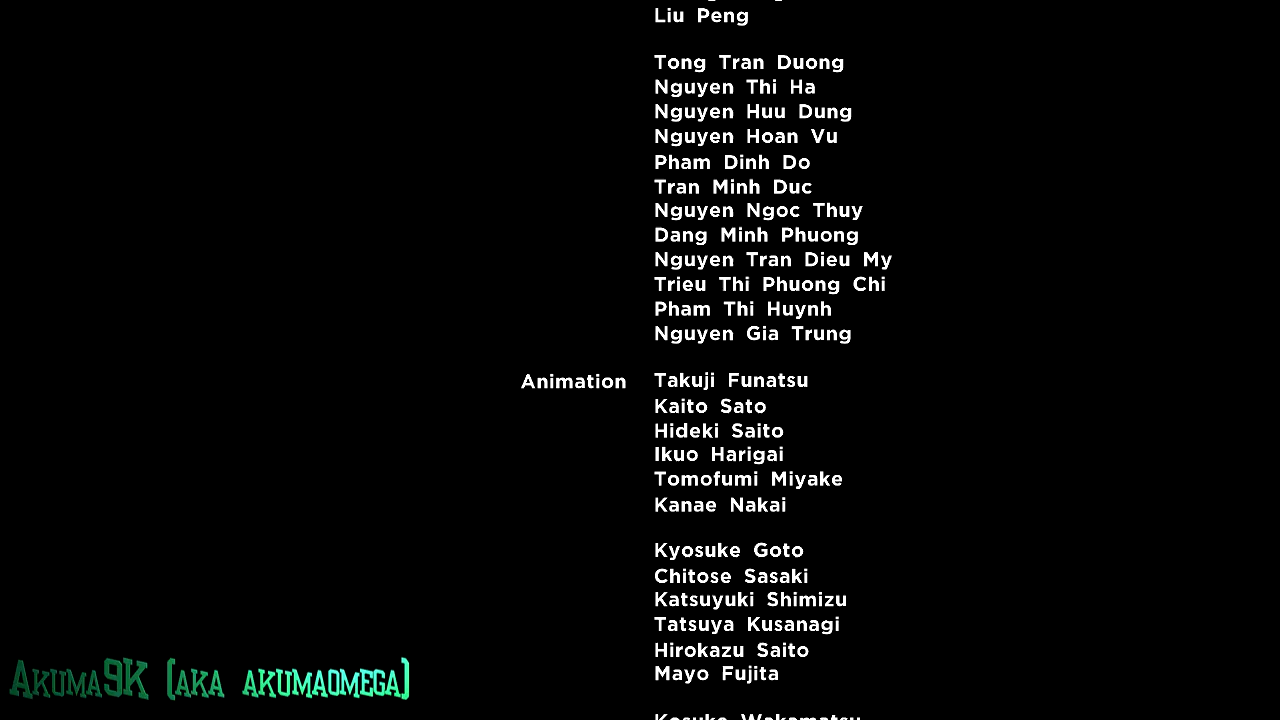 Liu Peng
Tong Tran Duong
Nguyen Thi Ha
Nguyen Huu Dung
Nguyen Hoan Vu
Pham Dinh Do
Tran Minh Duc
Nguyen Ngoc Thuy
Dang Minh Phuong
Nguyen Tran Dieu My
Trieu Thi Phuong Chi
Pham Thi Huynh
Nguyen Gia Trung
Animation Takuji Funatsu
Kaito Sato
Hideki Saito
Ikuo Harigai
Tomofumi Miyake
Kanae Nakai
Kyosuke Goto
Chitose Sasaki
Katsuyuki Shimizu
Tatsuya Kusanagi
Hirokazu Saito
Mayo Fujita
Kosuke Wakamatsu
Akuma9K (aka akumaomega)